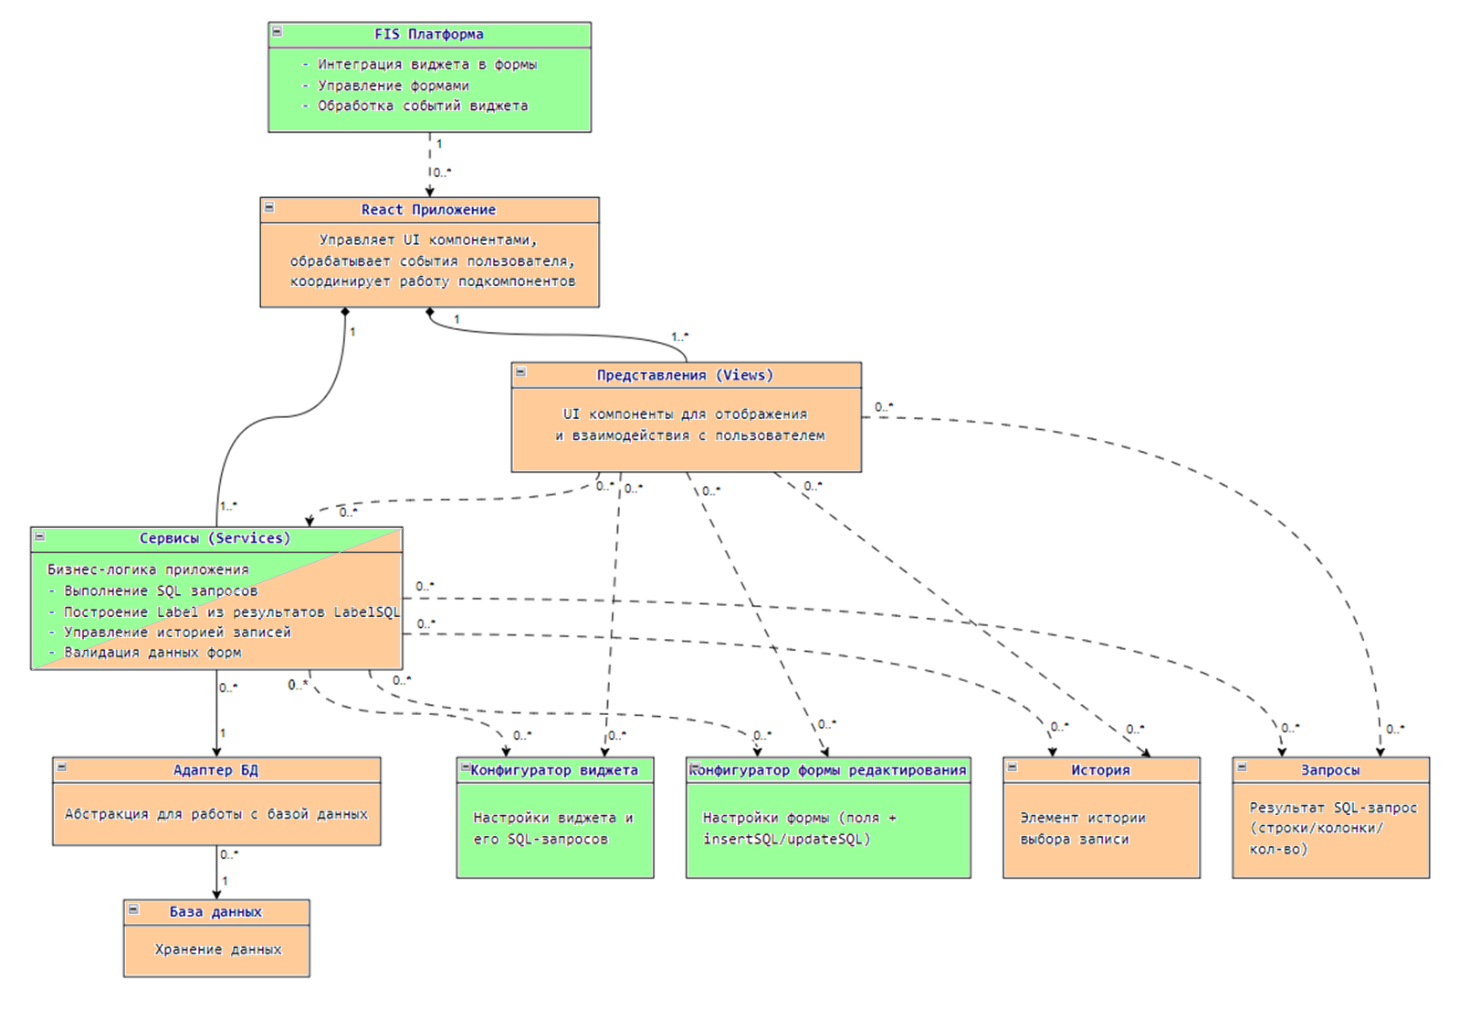 FIS Платформа
- Интеграция виджета в формы
- Управление формами
- Обработка событий виджета
1
0..*
React Приложение
Управляет UI компонентами,
обрабатывает события пользователя,
координирует работу подкомпонентов
1
1
1..*
Представления (Views)
UI компоненты для отображения
и взаимодействия с пользователем
0..*
0..*
0..*
0..*
0..*
1..*
0..*
Сервисы (Services)
Бизнес-логика приложения
- Выполнение SQL запросов
- Построение Label из результатов LabelSQL
- Управление историей записей
- Валидация данных форм
0..*
0..*
0..*
0..*
0..*
1
0..*
0..*
0..*
0..*
0..*
0..*
0..*
0..*
Адаптер БД
Абстракция для работы с базой данных
Конфигуратор виджета
Настройки виджета и
его SQL-запросов
Конфигуратор формы редактирования
Настройки формы (поля +
insertSQL/updateSQL)
История
Элемент истории
выбора записи
Запросы
Результат SQL-запрос
(строки/колонки/
кол-во)
0..*
1
База данных
Хранение данных